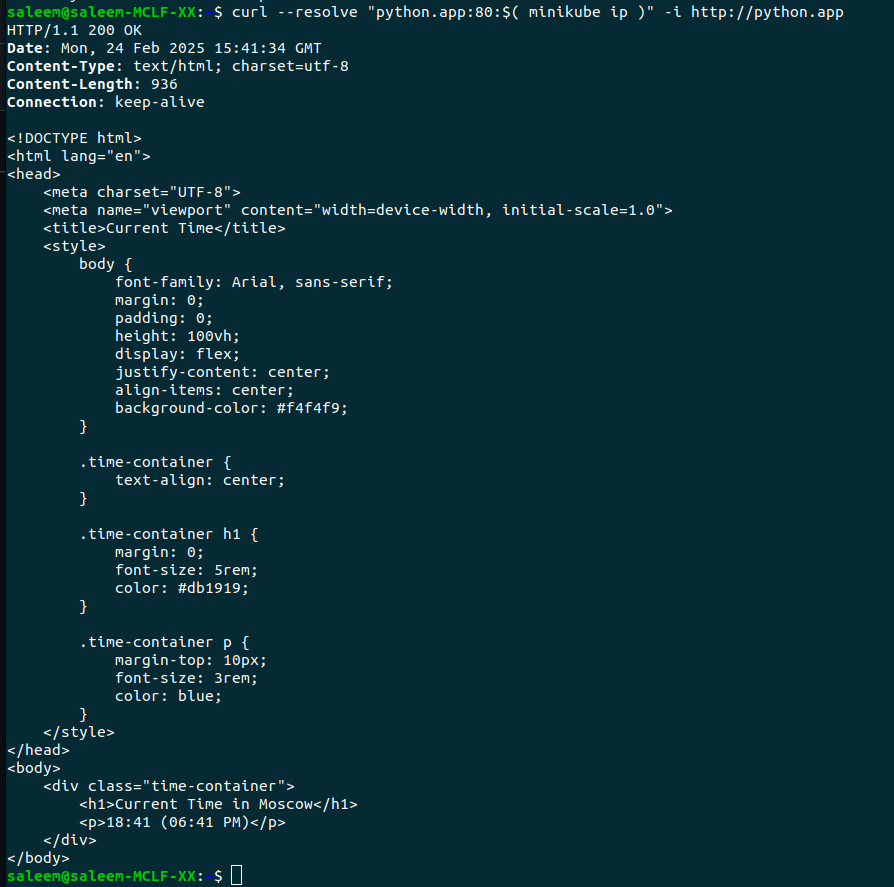 saleem@saleem-MCLF-XX:~$ curl --resolve "python.app:80:$( minikube ip )" -i http://python.app
HTTP/1.1 200 OK
Date: Mon, 24 Feb 2025 15:41:34 GMT
Content-Type: text/html; charset=utf-8
Content-Length: 936
Connection: keep-alive

<!DOCTYPE html>
<html lang="en">
<head>
    <meta charset="UTF-8">
    <meta name="viewport" content="width=device-width, initial-scale=1.0">
    <title>Current Time</title>
    <style>
        body {
            font-family: Arial, sans-serif;
            margin: 0;
            padding: 0;
            height: 100vh;
            display: flex;
            justify-content: center;
            align-items: center;
            background-color: #f4f4f9;
        }

        .time-container {
            text-align: center;
        }

        .time-container h1 {
            margin: 0;
            font-size: 5rem;
            color: #db1919;
        }

        .time-container p {
            margin-top: 10px;
            font-size: 3rem;
            color: blue;
        }
    </style>
</head>
<body>
    <div class="time-container">
        <h1>Current Time in Moscow</h1>
        <p>18:41 (06:41 PM)</p>
    </div>
</body>
saleem@saleem-MCLF-XX:~$